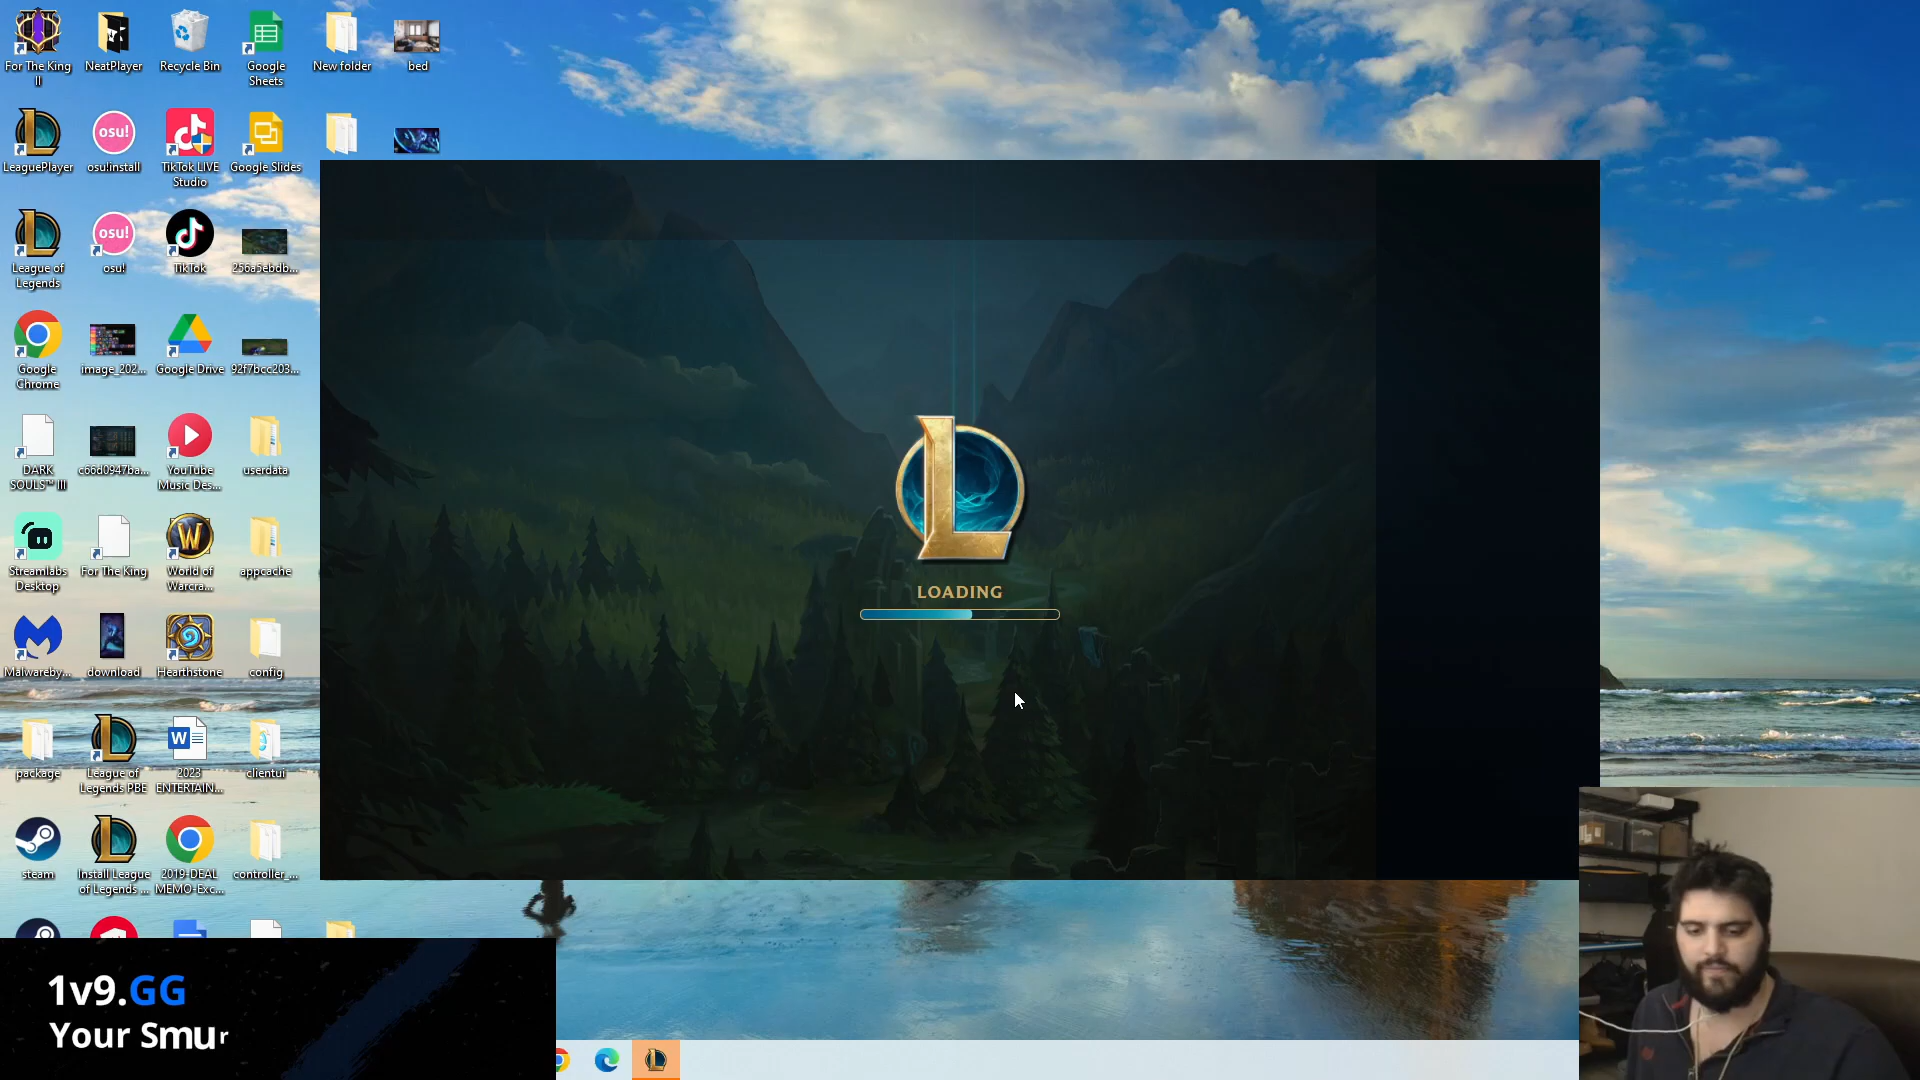 For The King
II
NeatPlayer
Recycle Bin
Google
Sheets
New folder
bed
LeaguePlayer
osu!
osu!install
TikTok LIVE
Studio
Google Slides
League of
Legends
osu!
osu!
TikTok
256a5ebdb...
Google
Chrome
image_202...
Google Drive
92f7bcc203...
DARK
SOULS™ III
c66d0947ba...
YouTube
Music Des...
userdata
Streamlabs
Desktop
For The King
World of
Warcra...
appcache
Malwareby...
download
Hearthstone
config
package
League of
Legends PBE
2023
ENTERTAIN...
clientui
steam
Install League
of Legends ...
2019-DEAL
MEMO-Exc...
controller_...
LOADING
1v9.GG
Your Smur